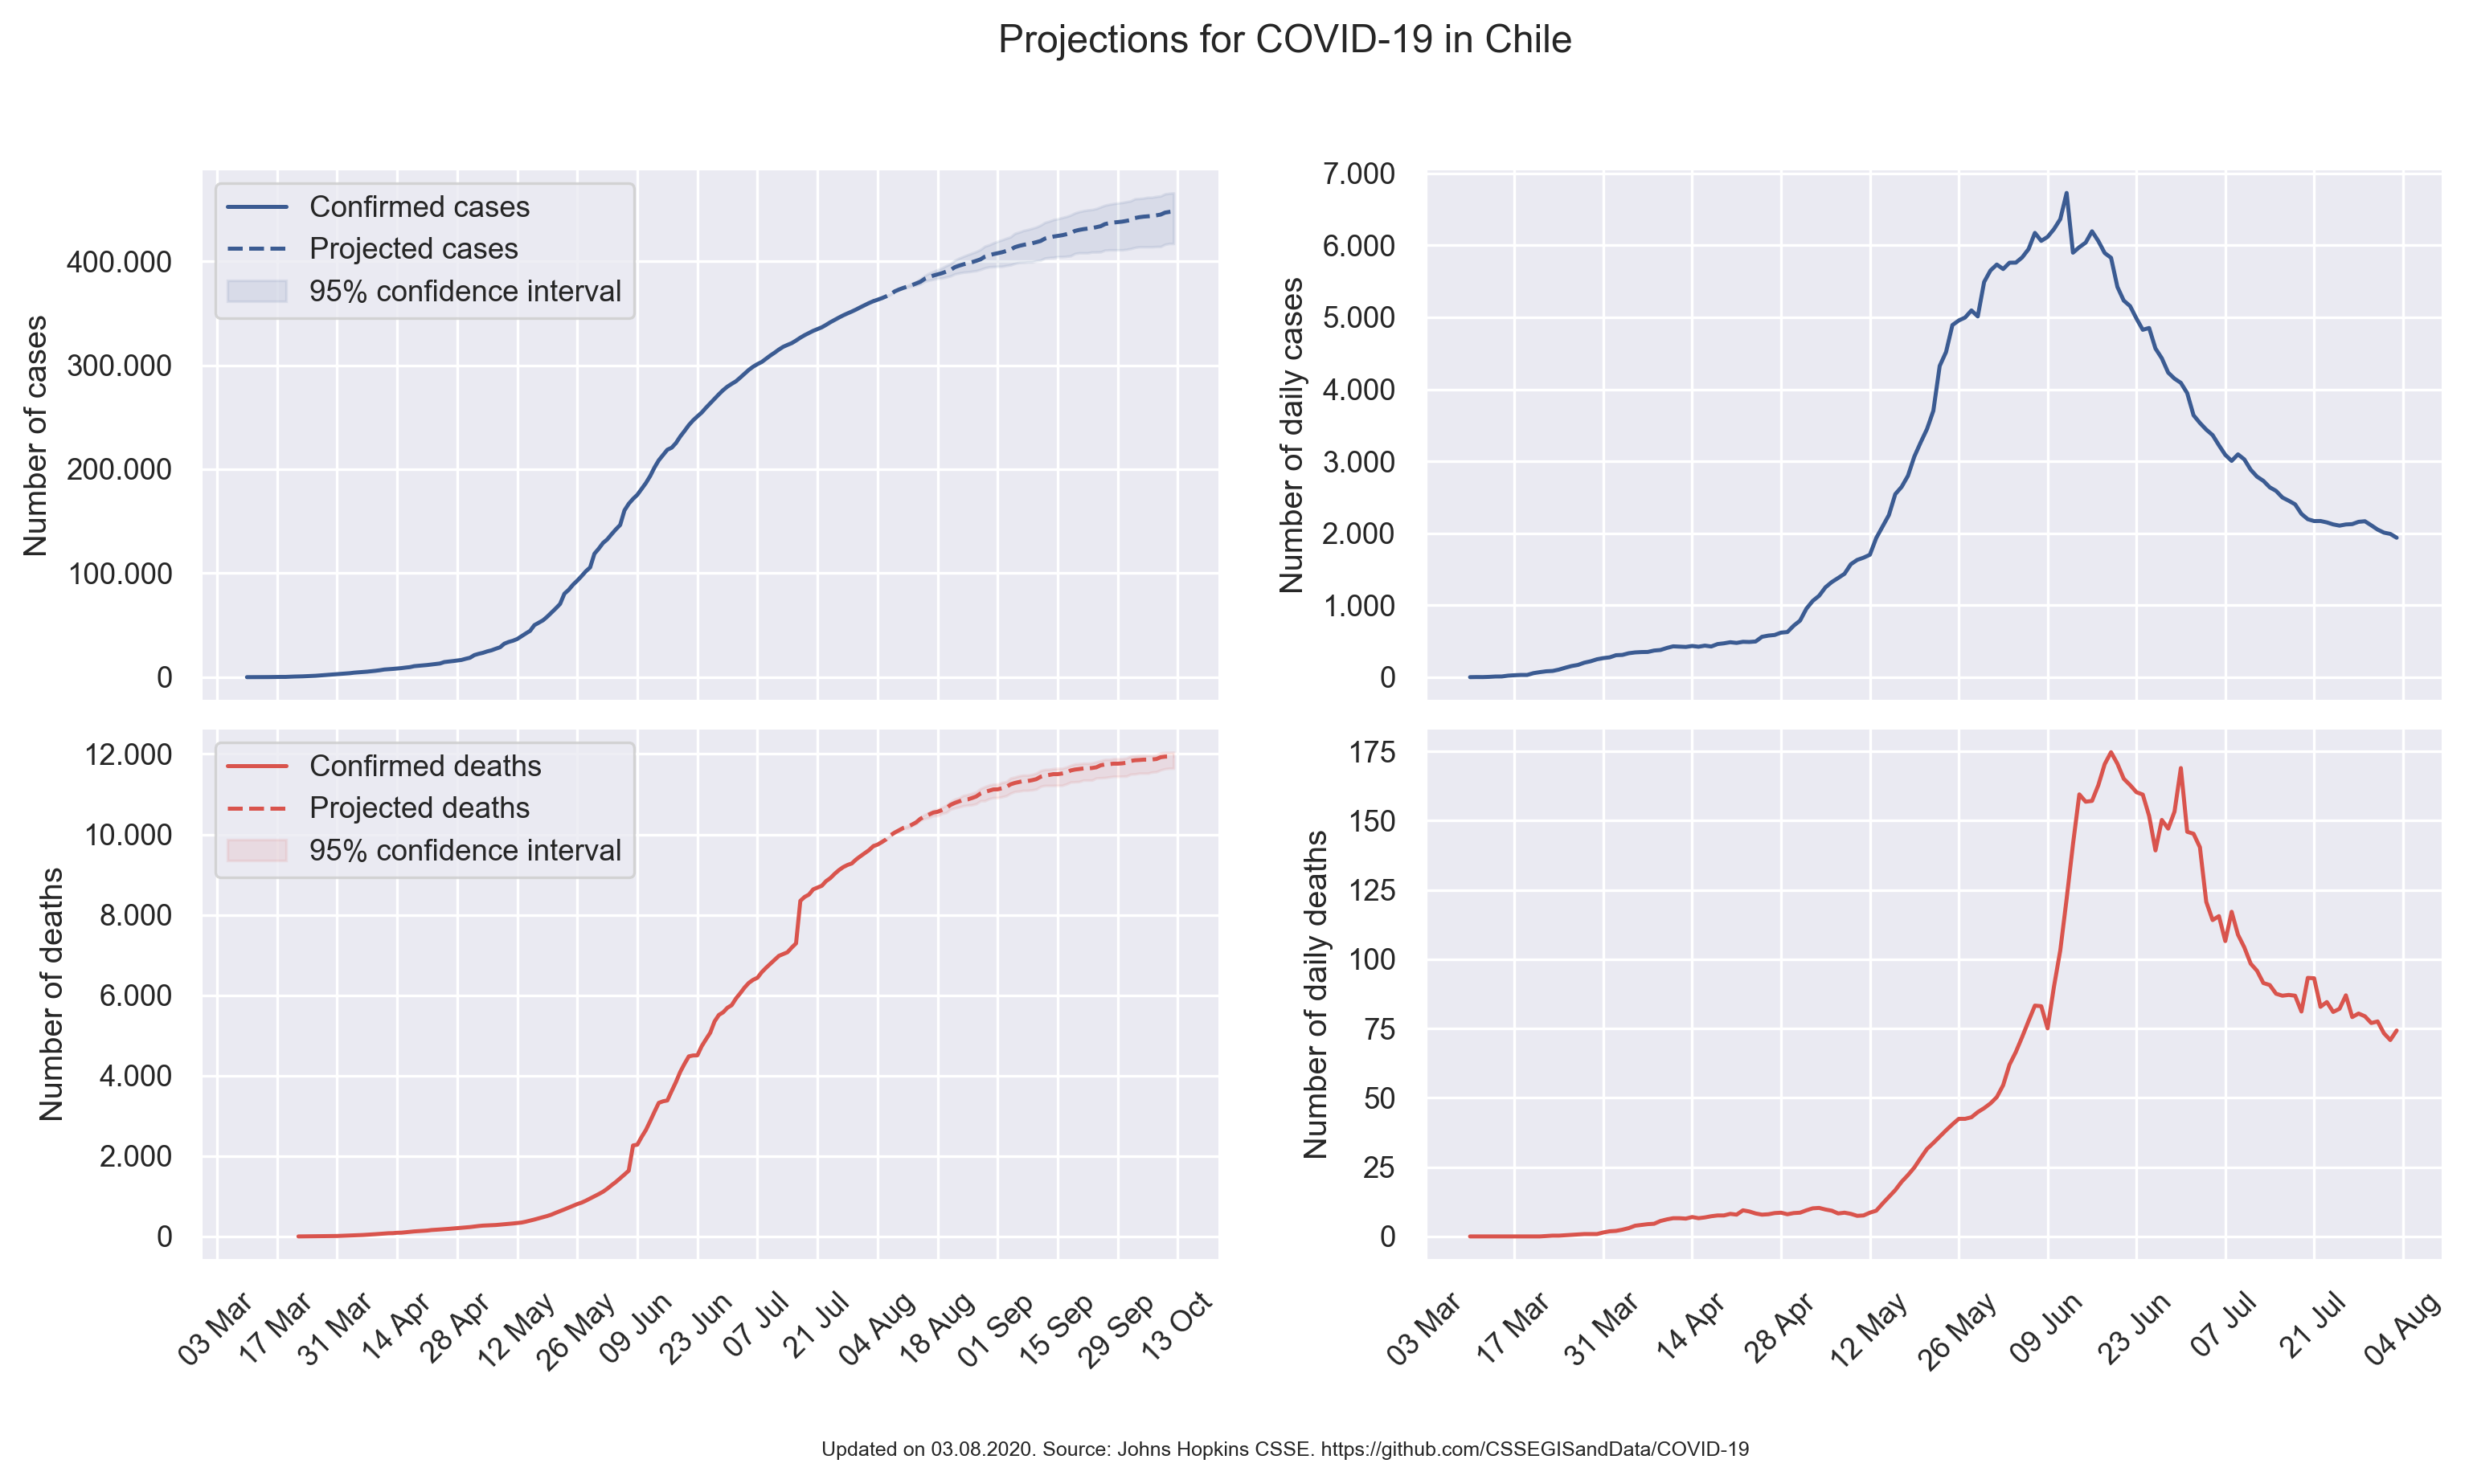 Projections for COVID-19 in Chile
Number of cases
400.000
300.000
200.000
100.000
0
Confirmed cases
Projected cases
95% confidence interval
Number of daily cases
7.000
6.000
5.000
4.000
3.000
2.000
1.000
0
Number of deaths
12.000
10.000
8.000
6.000
4.000
2.000
0
Confirmed deaths
Projected deaths
95% confidence interval
03 Mar
17 Mar
31 Mar
14 Apr
28 Apr
12 May
26 May
09 Jun
23 Jun
07 Jul
21 Jul
04 Aug
18 Aug
01 Sep
15 Sep
29 Sep
13 Oct
Number of daily deaths
175
150
125
100
75
50
25
0
03 Mar
17 Mar
31 Mar
14 Apr
28 Apr
12 May
26 May
09 Jun
23 Jun
07 Jul
21 Jul
04 Aug
Updated on 03.08.2020. Source: Johns Hopkins CSSE. https://github.com/CSSEGISandData/COVID-19